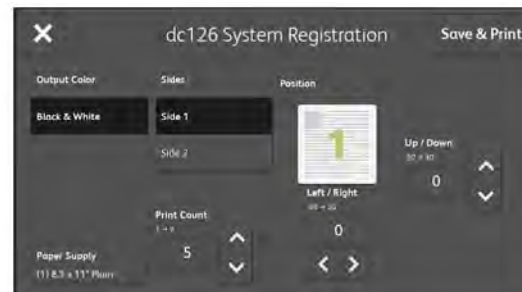 dc126 System Registration
Save & Print
Output Color
Sides
Position
Black & White
Side 1
Side 2
1
Up / Down
0
Left / Right
0
Print Count
5
Paper Supply
(1) 8.5 x 11" Plain